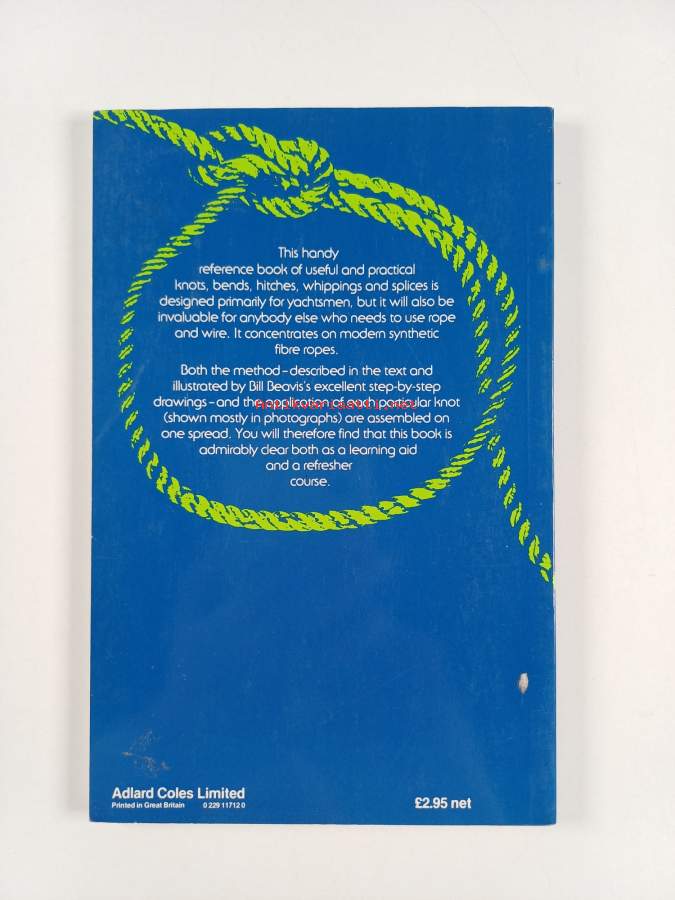 This handy
reference book of useful and practical
knots, bends, hitches, whippings and splices is
designed primarily for yachtsmen, but it will also be
invaluable for anybody else who needs to use rope
and wire. It concentrates on modern synthetic
fibre ropes.
Both the method–described in the text and
illustrated by Bill Beavis's excellent step-by-step
drawings–and the application of each particular knot
(shown mostly in photographs) are assembled on
one spread. You will therefore find that this book is
admirably clear both as a learning aid
and a refresher
course.
Adlard Coles Limited
Printed in Great Britain 0 229 11712 0
£2.95 net